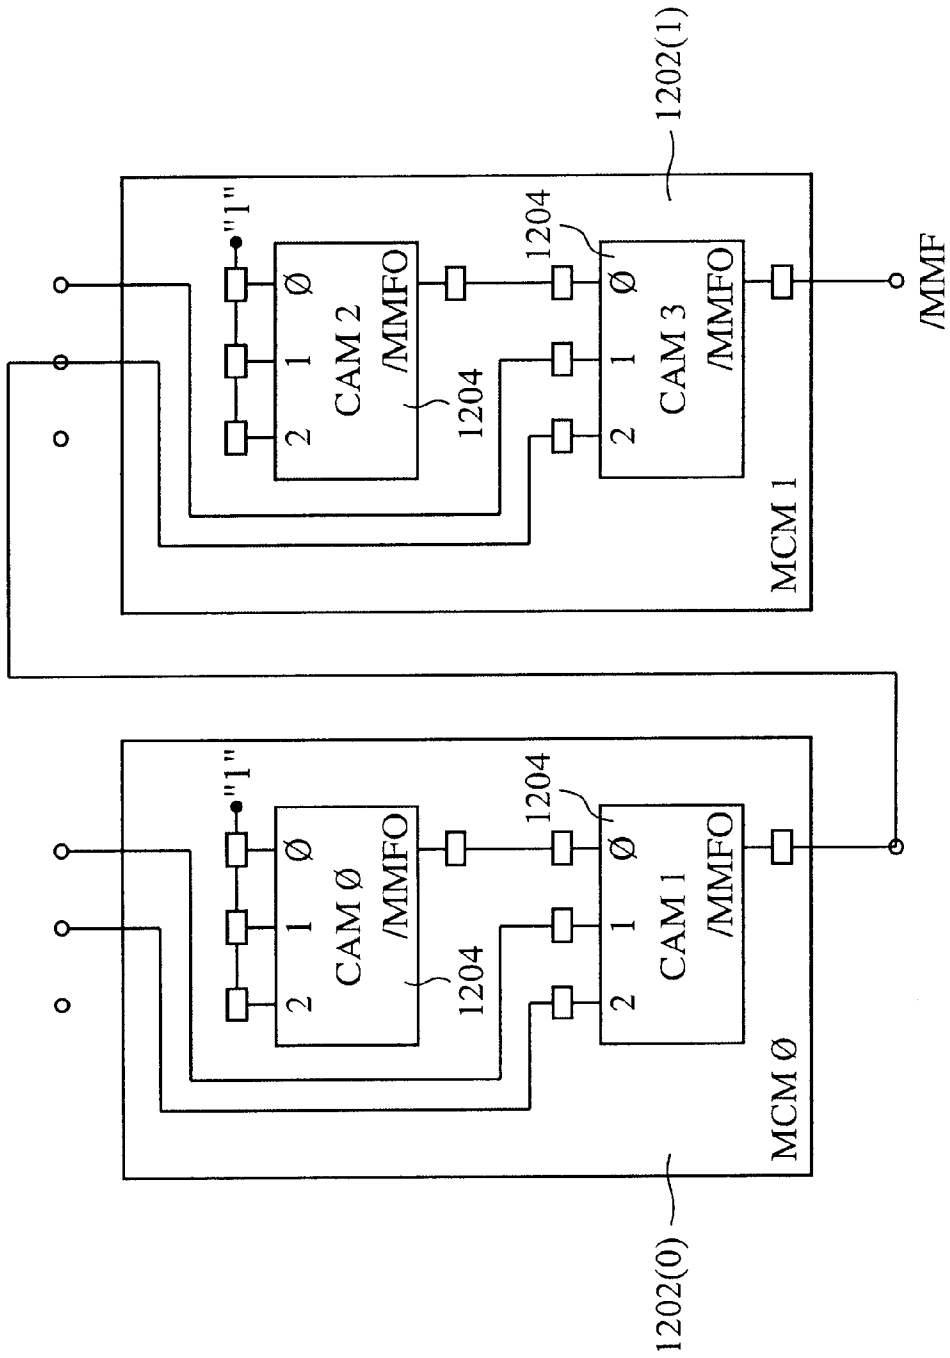 1202(0)
1202(1)
MCM Ø
"1"
2
1
Ø
CAM Ø
/MMFO
1204
1204
2
1
Ø
CAM 1
/MMFO
MCM 1
"1"
2
1
Ø
CAM 2
/MMFO
1204
1204
2
1
Ø
CAM 3
/MMFO
/MMF